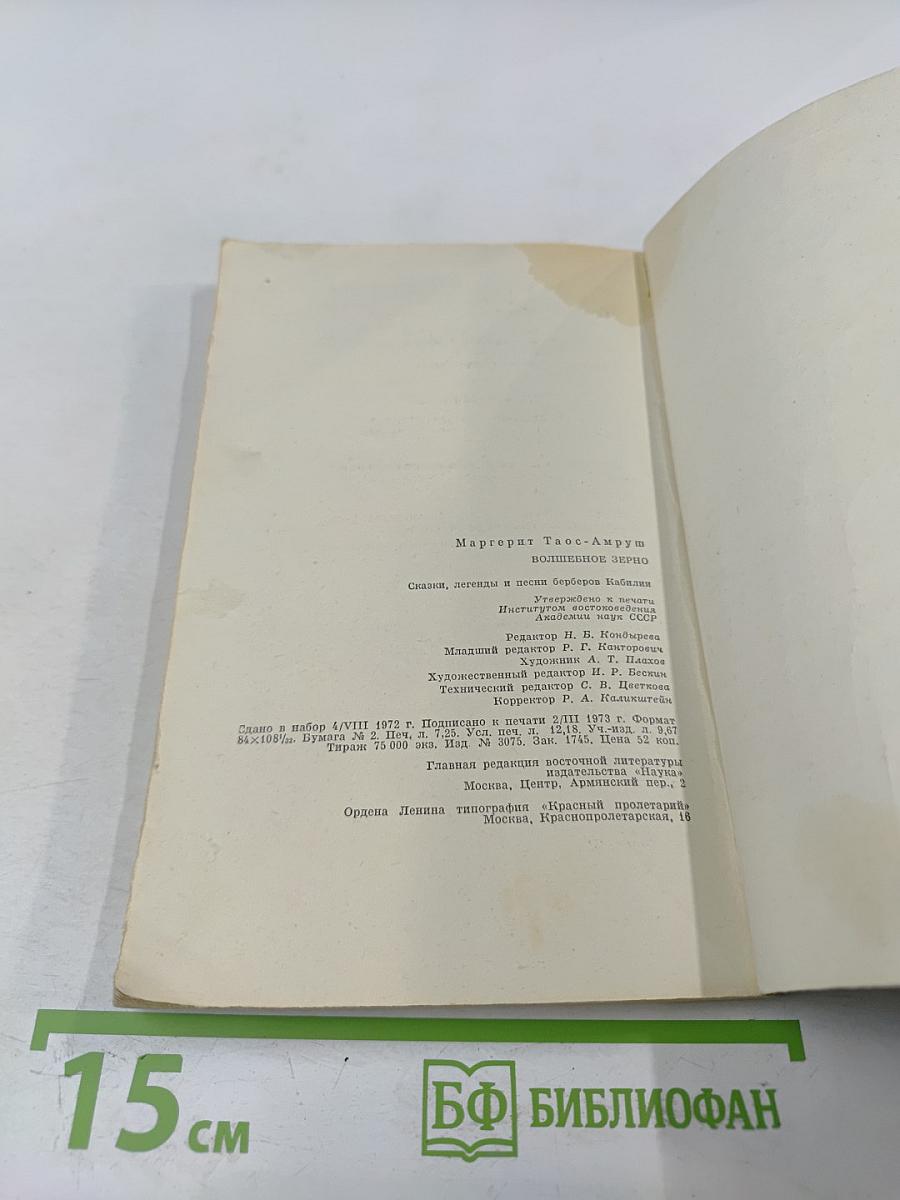 Маргерит Таос-Амруш
ВОЛШЕБНОЕ ЗЕРНО
Сказки, легенды и песни берберов Кабилии
Утверждено к печати
Институтом востоковедения
Академии наук СССР
Редактор Н. Б. Кондырева
Младший редактор Р. Г. Канторович
Художник А. Т. Плахов
Художественный редактор И. Р. Бескин
Технический редактор С. В. Цветкова
Корректор Р. А. Каликштейн
Сдано в набор 4/VIII 1972 г. Подписано к печати 2/III 1973 г. Формат
84×108¹/₃₂. Бумага № 2. Печ. л. 7,25. Усл. печ. л. 12,18. Уч.-изд. л. 9,67
Тираж 75 000 экз. Изд. № 3075. Зак. 1745. Цена 52 коп.
Главная редакция восточной литературы
издательства «Наука»
Москва, Центр, Армянский пер., 2
Ордена Ленина типография «Красный пролетарий»
Москва, Краснопролетарская, 16
15 см
БФ БИБЛИОФАН